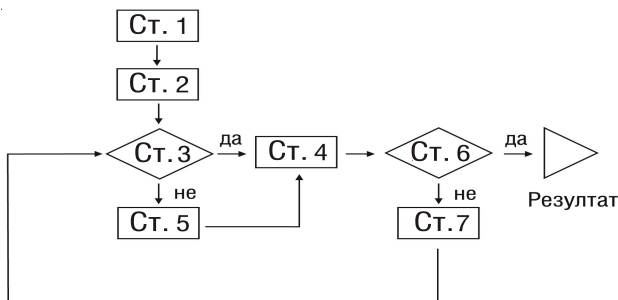 Ст. 1
Ст. 2
Ст. 3
да
Ст. 4
Ст. 6
да
не
не
Резултат
Ст. 5
Ст. 7